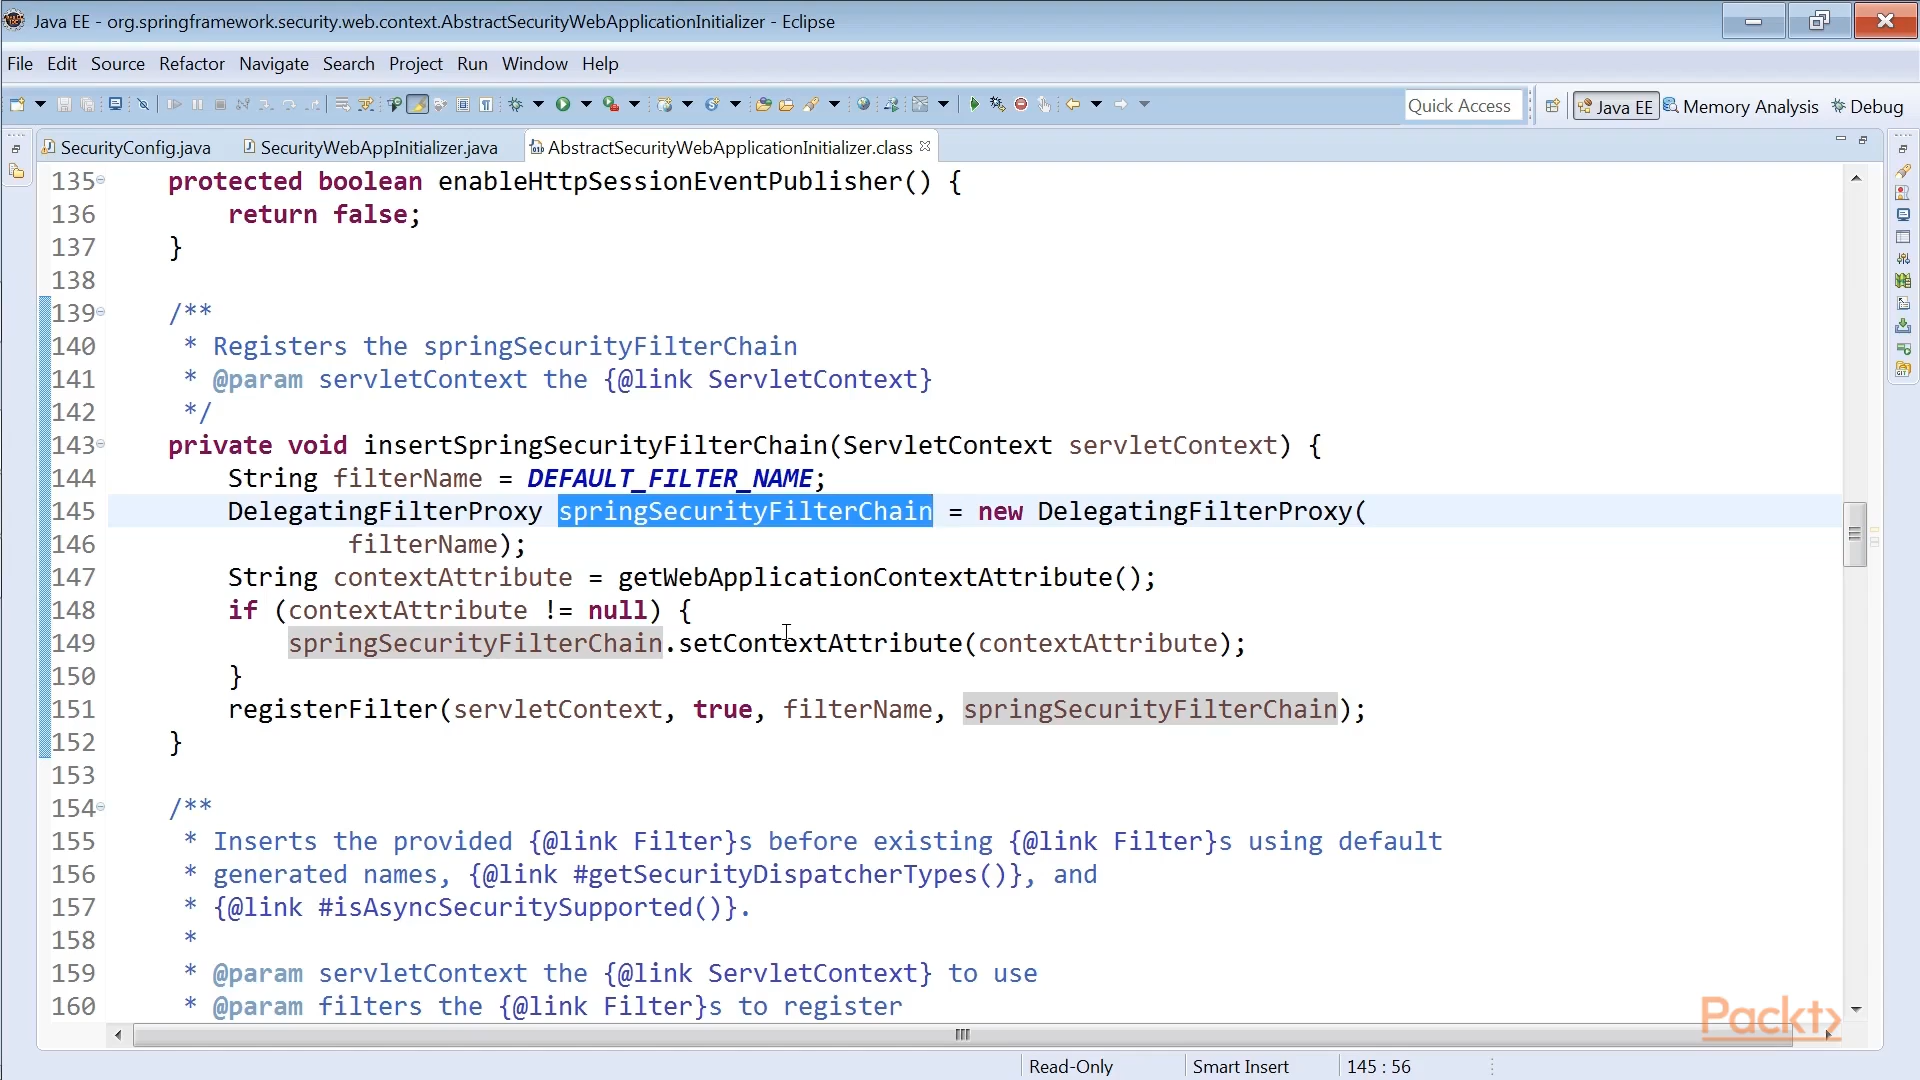 Java EE - org.springframework.security.web.context.AbstractSecurityWebApplicationInitializer - Eclipse
File Edit Source Refactor Navigate Search Project Run Window Help
Quick Access Java EE Memory Analysis Debug
SecurityConfig.java SecurityWebAppInitializer.java AbstractSecurityWebApplicationInitializer.class
135 protected boolean enableHttpSessionEventPublisher() {
136 return false;
137 }
138
139 /**
140 * Registers the springSecurityFilterChain
141 * @param servletContext the {@link ServletContext}
142 */
143 private void insertSpringSecurityFilterChain(ServletContext servletContext) {
144 String filterName = DEFAULT_FILTER_NAME;
145 DelegatingFilterProxy springSecurityFilterChain = new DelegatingFilterProxy(
146 filterName);
147 String contextAttribute = getWebApplicationContextAttribute();
148 if (contextAttribute != null) {
149 springSecurityFilterChain.setContextAttribute(contextAttribute);
150 }
151 registerFilter(servletContext, true, filterName, springSecurityFilterChain);
152 }
153
154 /**
155 * Inserts the provided {@link Filter}s before existing {@link Filter}s using default
156 * generated names, {@link #getSecurityDispatcherTypes()}, and
157 * {@link #isAsyncSecuritySupported()}.
158 *
159 * @param servletContext the {@link ServletContext} to use
160 * @param filters the {@link Filter}s to register
Packt>
Read-Only Smart Insert 145 : 56